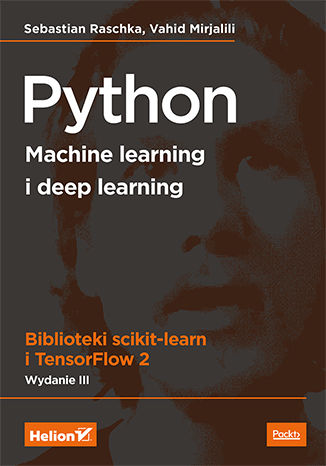 Sebastian Raschka, Vahid Mirjalili
Python
Machine learning
i deep learning
Biblioteki scikit-learn
i TensorFlow 2
Wydanie III
Helion
Packt